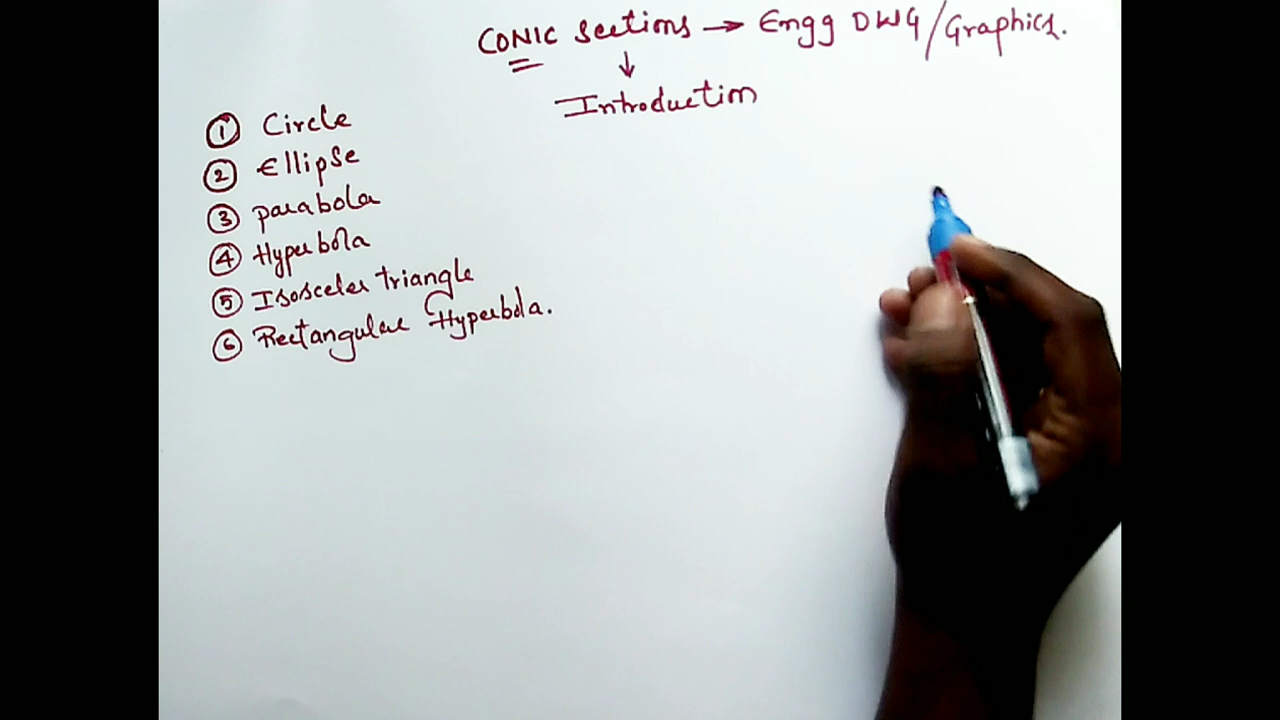 CONIC Sections → Engg DWG/Graphics.
↓
Introduction
① Circle
② Ellipse
③ parabola
④ Hyperbola
⑤ Isosceles triangle
⑥ Rectangular Hyperbola.